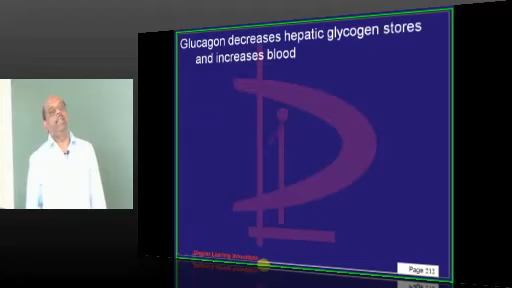 Glucagon decreases hepatic glycogen stores
and increases blood
Page 212